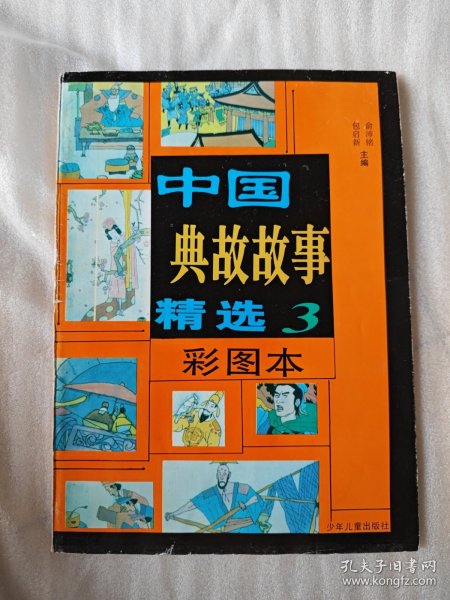 俞沛铭
包启新
主编
中国
典故故事
精选 3
彩图本
少年儿童出版社
孔夫子旧书网
www.kongfz.com